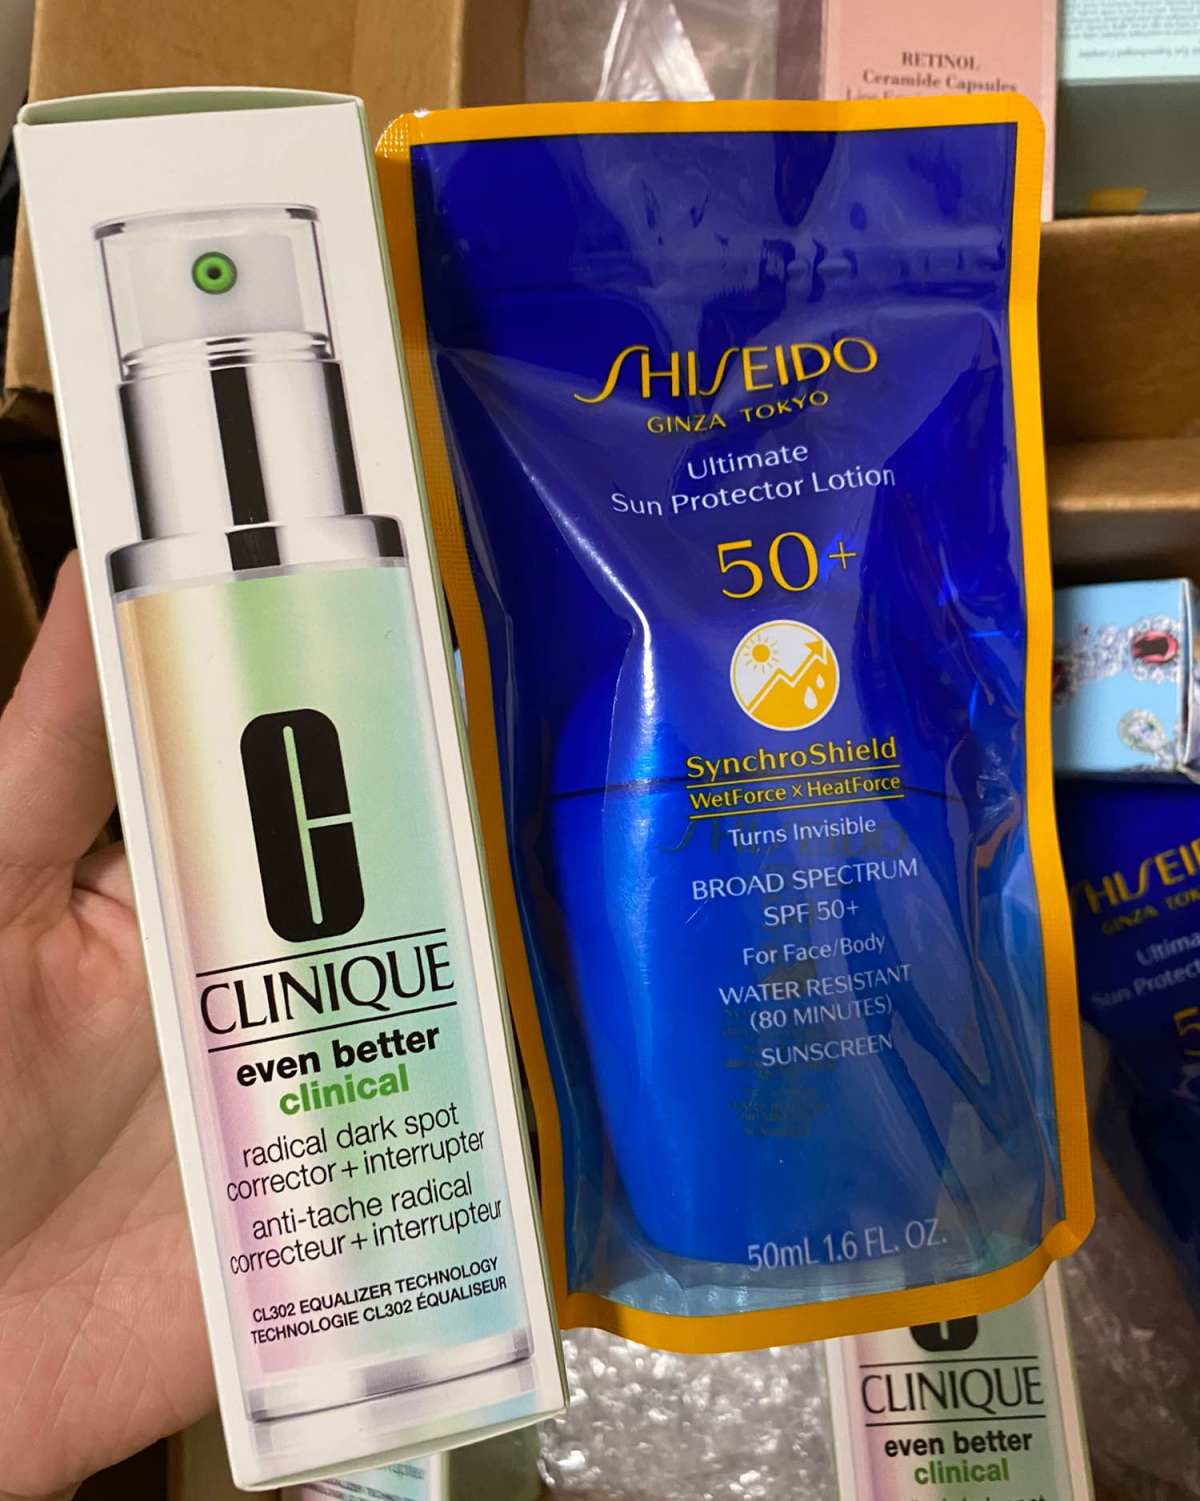 RETINOL
Ceramide Capsules
SHISEIDO
GINZA TOKYO
Ultimate
Sun Protector Lotion
50+
SynchroShield
WetForce x HeatForce
Turns Invisible
BROAD SPECTRUM
SPF 50+
For Face/Body
WATER RESISTANT
(80 MINUTES)
SUNSCREEN
50mL 1.6 FL. OZ.
CLINIQUE
even better
clinical
radical dark spot
corrector + interrupter
anti-tache radical
correcteur + interrupteur
CL302 EQUALIZER TECHNOLOGY
TECHNOLOGIE CL302 ÉQUALISEUR
CLINIQUE
even better
clinical